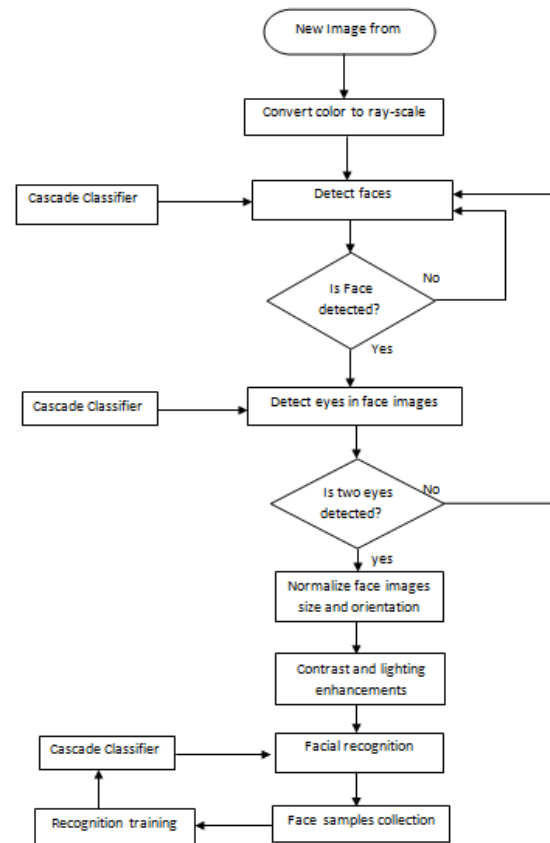 New Image from
Convert color to ray-scale
Cascade Classifier
Detect faces
No
Is Face
detected?
Yes
Cascade Classifier
Detect eyes in face images
Is two eyes
detected?
No
yes
Normalize face images
size and orientation
Contrast and lighting
enhancements
Cascade Classifier
Facial recognition
Recognition training
Face samples collection